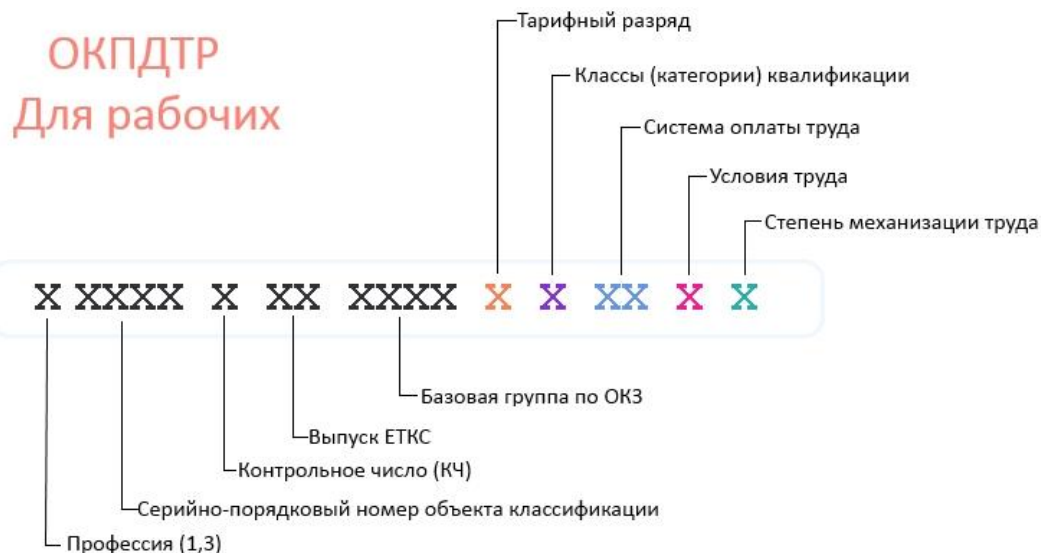 ОКПДТР
Для рабочих
Тарифный разряд
Классы (категории) квалификации
Система оплаты труда
Условия труда
Степень механизации труда
X XXXX X XX XXXX X X XX X X
Базовая группа по ОКЗ
Выпуск ЕТКС
Контрольное число (КЧ)
Серийно-порядковый номер объекта классификации
Профессия (1,3)